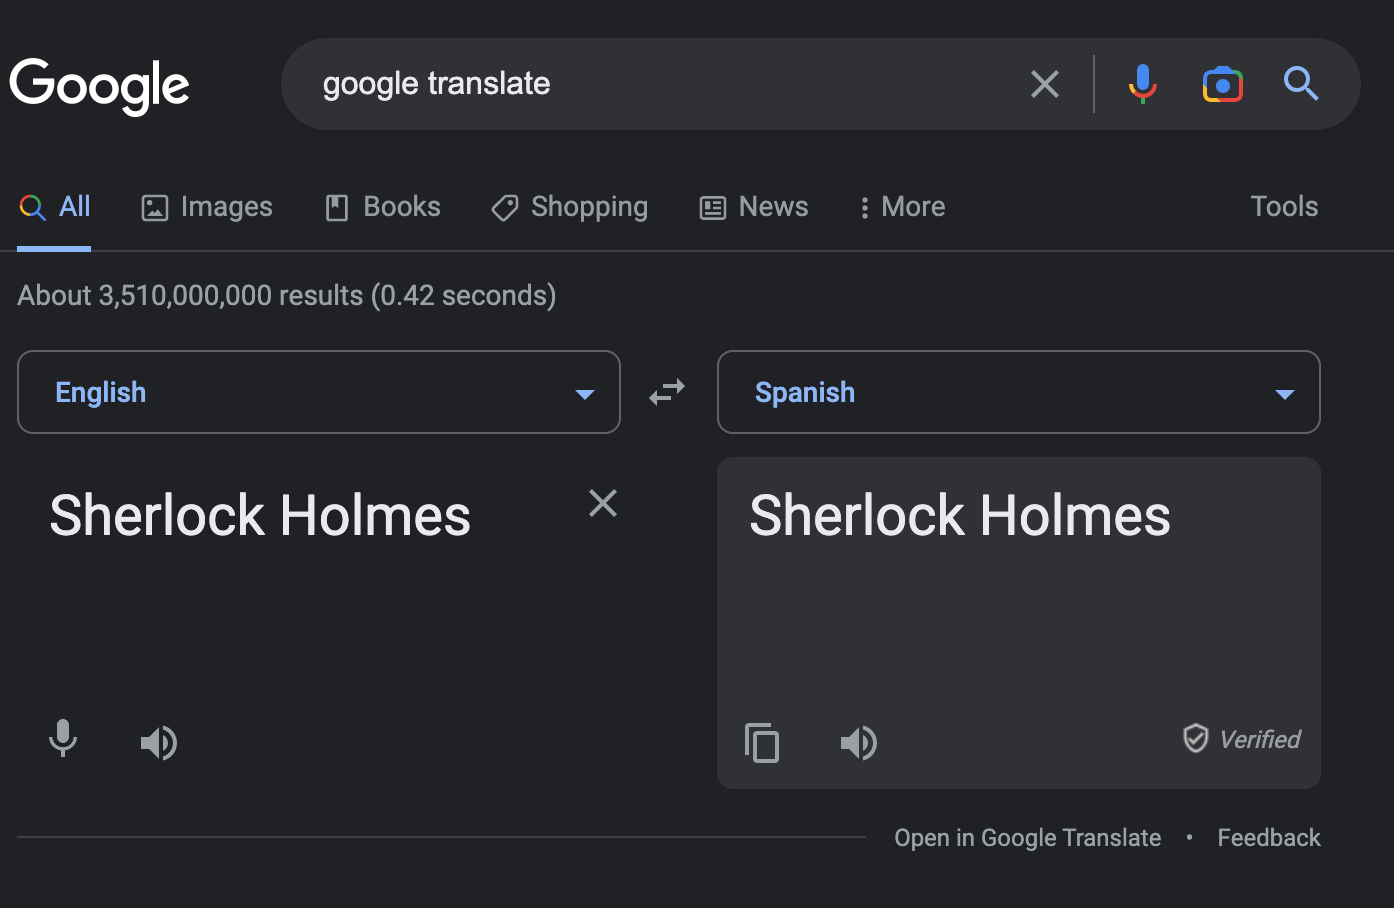 Google
google translate
All Images Books Shopping News More Tools
About 3,510,000,000 results (0.42 seconds)
English Spanish
Sherlock Holmes Sherlock Holmes
Verified
Open in Google Translate • Feedback